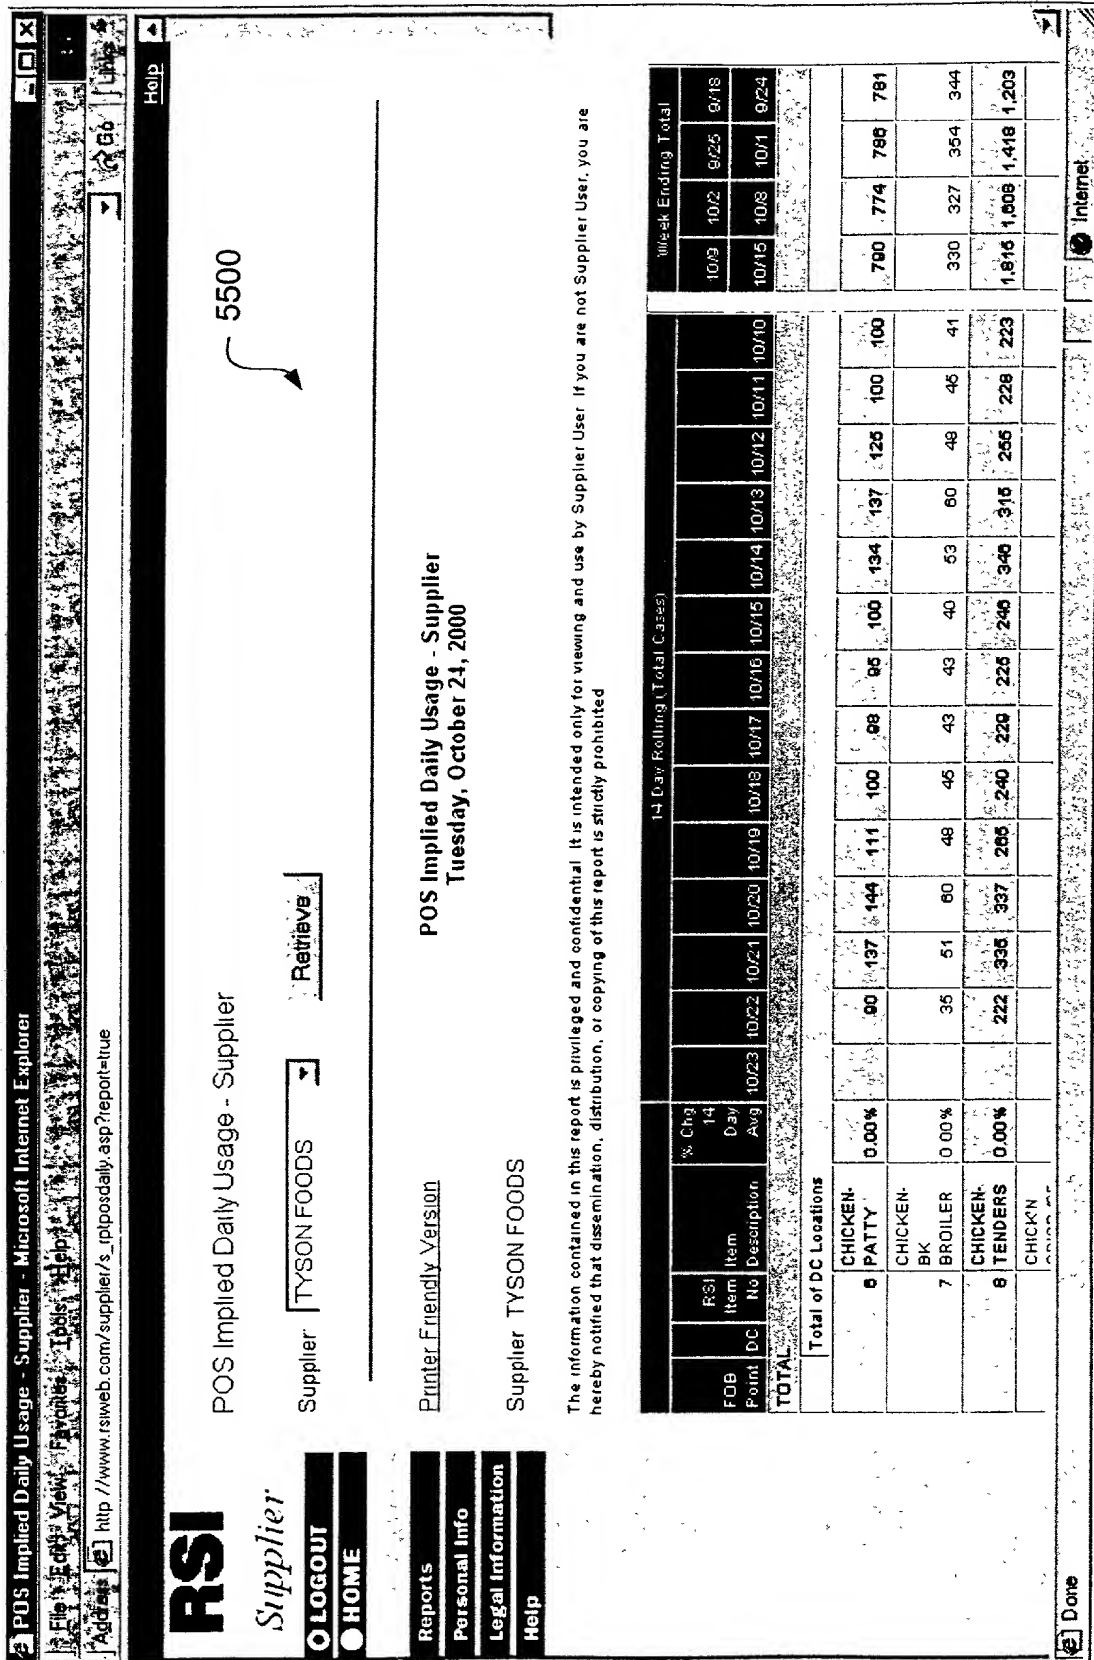 POS Implied Daily Usage - Supplier - Microsoft Internet Explorer
File Edit View Favorites Tools Help
Address http //www.rsiweb.com/supplier/s_rptposdaily.asp?report=true Go Links
Help
RSI
Supplier
LOGOUT
HOME
Reports
Personal Info
Legal Information
Help
POS Implied Daily Usage - Supplier
5500
Supplier TYSON FOODS Retrieve
Printer Friendly Version
POS Implied Daily Usage - Supplier
Tuesday, October 24, 2000
Supplier TYSON FOODS
The information contained in this report is privileged and confidential It is intended only for viewing and use by Supplier User If you are not Supplier User, you are
hereby notified that dissemination, distribution, or copying of this report is strictly prohibited
14 Day Rolling (Total Cases) Week Ending Total
FOB Point DC RSI Item No Item Description % Chg 14 Day Avg 10/23 10/22 10/21 10/20 10/19 10/18 10/17 10/16 10/15 10/14 10/13 10/12 10/11 10/10 10/9 10/15 10/2 10/8 9/25 10/1 9/18 9/24
TOTAL
Total of DC Locations
6 CHICKEN- PATTY 0.00% 90 137 144 111 100 98 95 100 134 137 125 100 100 790 774 786 781
7 CHICKEN- BK BROILER 0 00% 35 51 60 48 45 43 43 40 53 60 48 45 41 330 327 354 344
8 CHICKEN- TENDERS 0.00% 222 335 337 265 240 229 225 246 346 315 255 228 223 1,815 1,608 1,418 1,203
CHICK'N
Done Internet